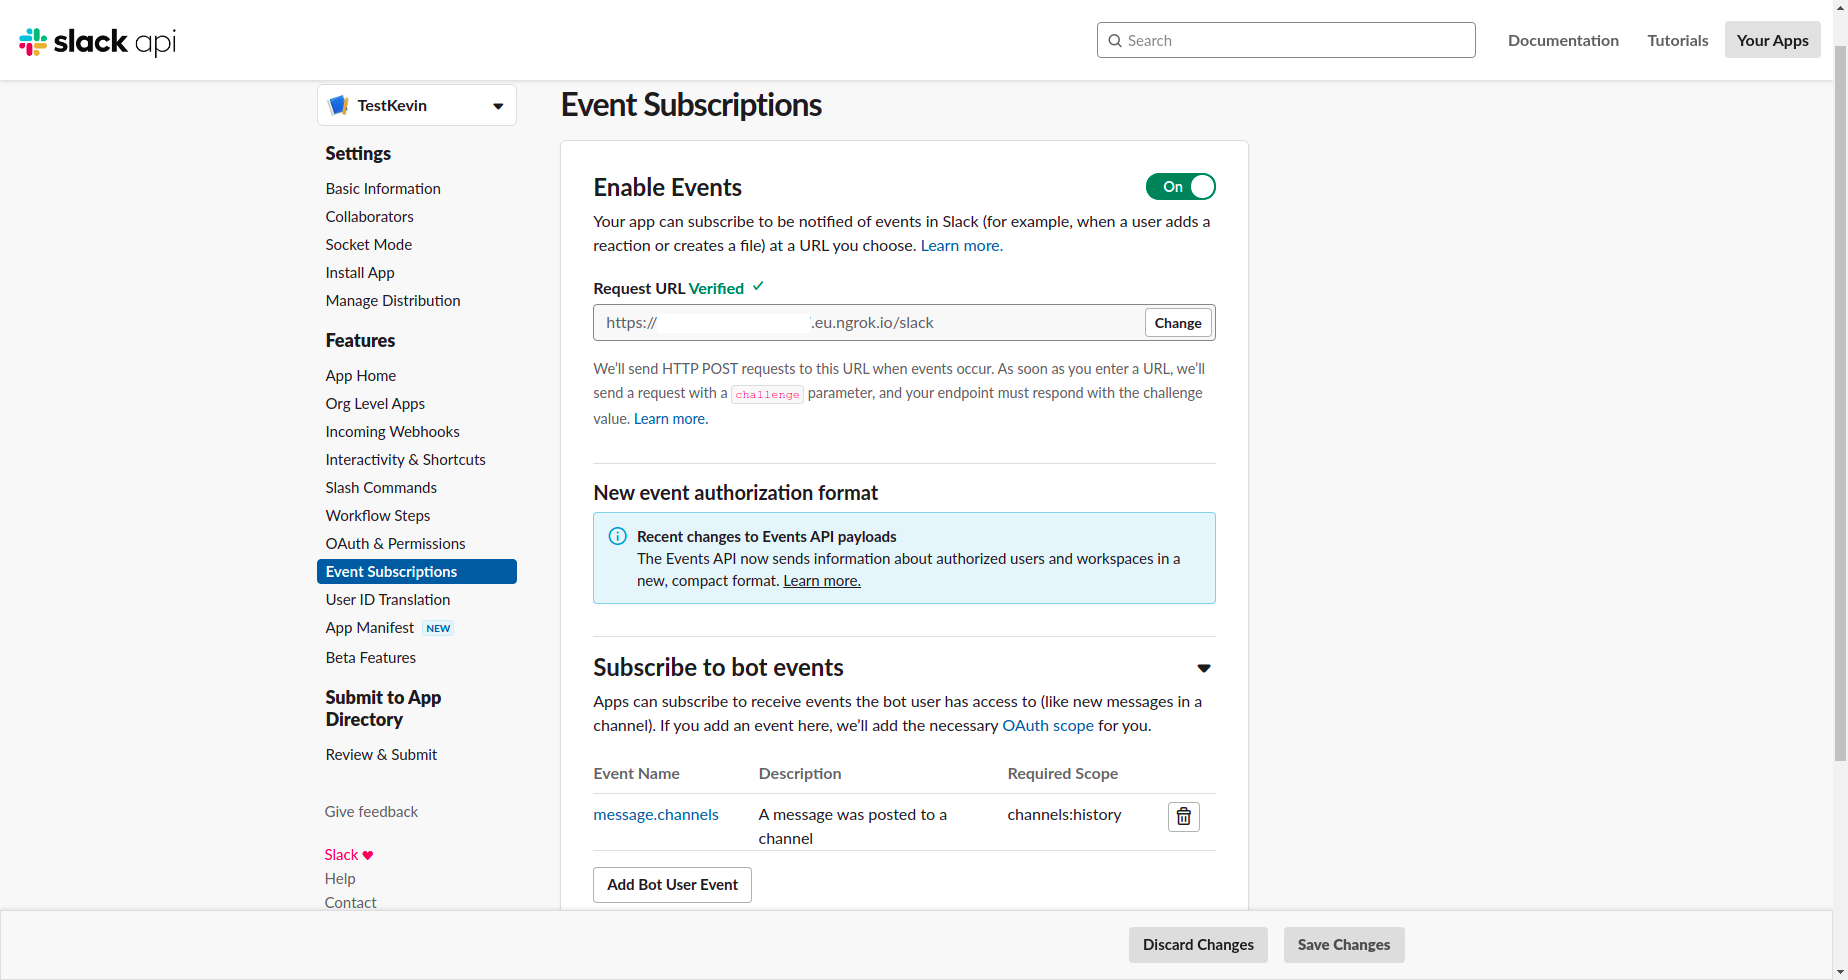 slack api
Search
Documentation
Tutorials
Your Apps
TestKevin
Settings
Basic Information
Collaborators
Socket Mode
Install App
Manage Distribution
Features
App Home
Org Level Apps
Incoming Webhooks
Interactivity & Shortcuts
Slash Commands
Workflow Steps
OAuth & Permissions
Event Subscriptions
User ID Translation
App Manifest NEW
Beta Features
Submit to App
Directory
Review & Submit
Give feedback
Slack
Help
Contact
Event Subscriptions
Enable Events
On
Your app can subscribe to be notified of events in Slack (for example, when a user adds a
reaction or creates a file) at a URL you choose. Learn more.
Request URL Verified
https:// .eu.ngrok.io/slack
Change
We’ll send HTTP POST requests to this URL when events occur. As soon as you enter a URL, we’ll
send a request with a challenge parameter, and your endpoint must respond with the challenge
value. Learn more.
New event authorization format
Recent changes to Events API payloads
The Events API now sends information about authorized users and workspaces in a
new, compact format. Learn more.
Subscribe to bot events
Apps can subscribe to receive events the bot user has access to (like new messages in a
channel). If you add an event here, we’ll add the necessary OAuth scope for you.
Event Name Description Required Scope
message.channels A message was posted to a channels:history
channel
Add Bot User Event
Discard Changes
Save Changes